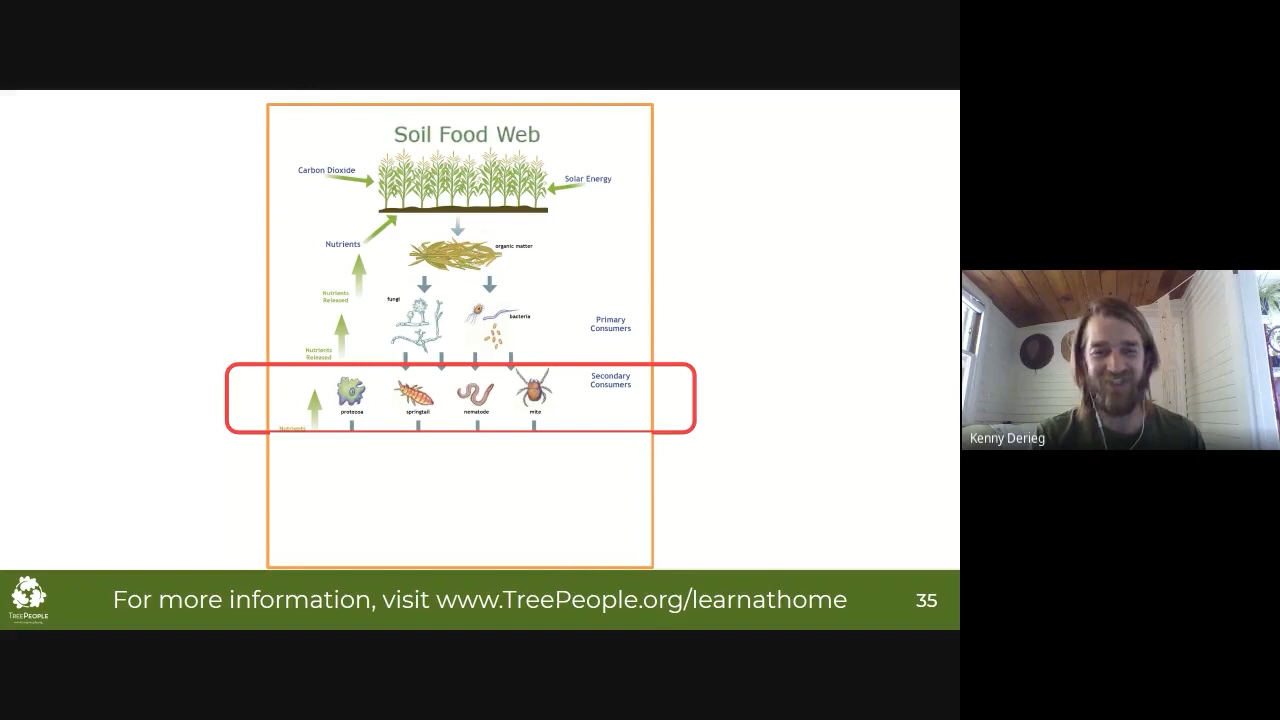 Soil Food Web
Carbon Dioxide
Solar Energy
Nutrients
organic matter
Nutrients
Released
fungi
bacteria
Primary
Consumers
Nutrients
Released
Secondary
Consumers
protozoa
springtail
nematode
mite
Nutrients
Kenny Derieg
TREEPEOPLE
For more information, visit www.TreePeople.org/learnathome
35